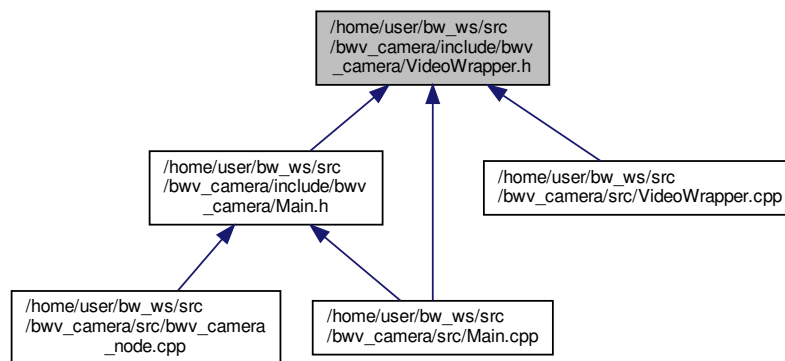 /home/user/bw_ws/src
/bwv_camera/include/bwv
_camera/VideoWrapper.h
/home/user/bw_ws/src
/bwv_camera/include/bwv
_camera/Main.h
/home/user/bw_ws/src
/bwv_camera/src/VideoWrapper.cpp
/home/user/bw_ws/src
/bwv_camera/src/bwv_camera
_node.cpp
/home/user/bw_ws/src
/bwv_camera/src/Main.cpp